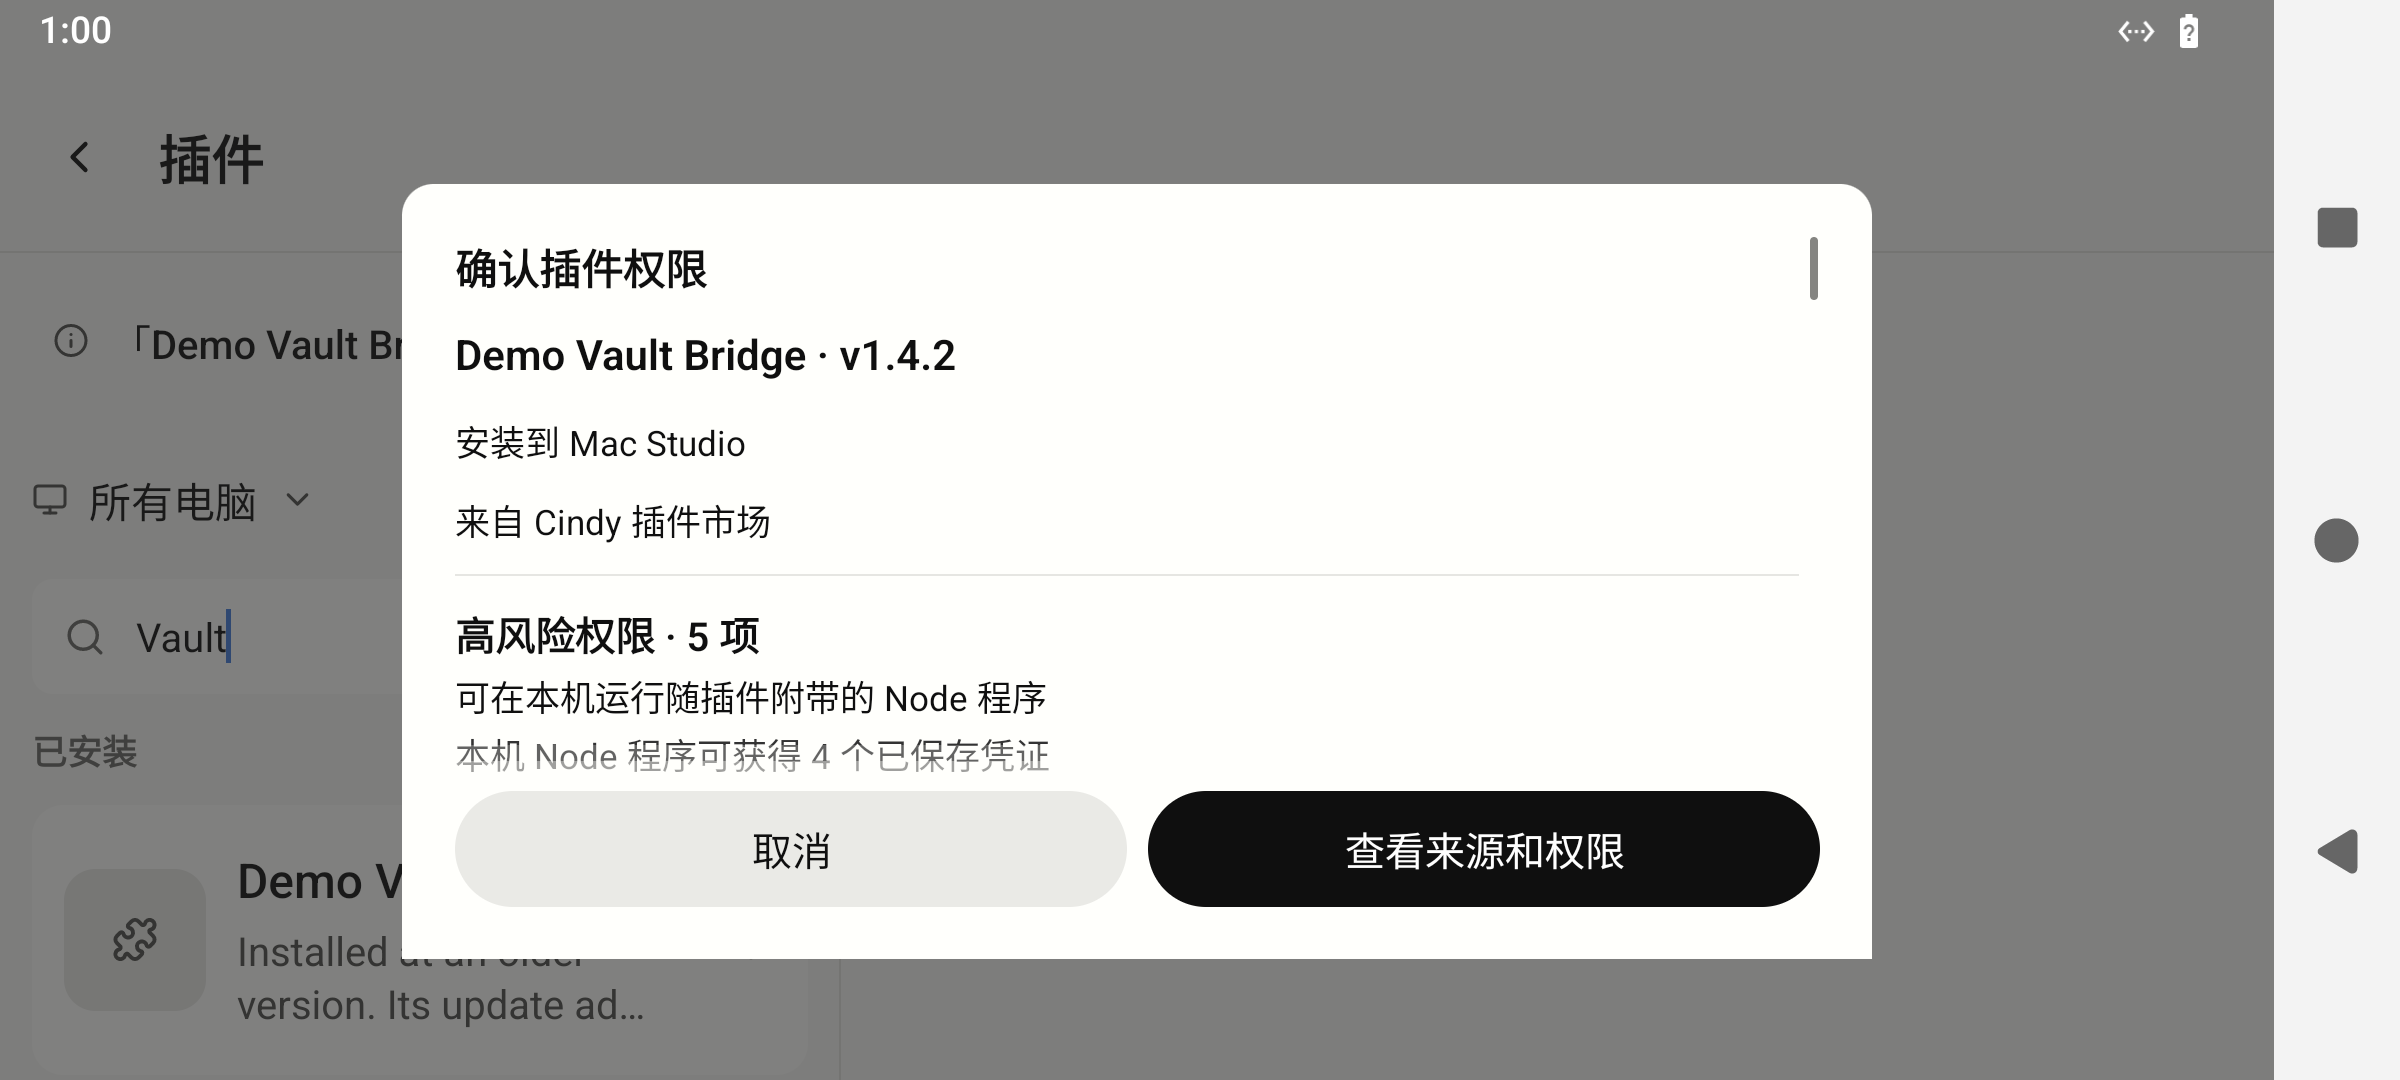 1:00
插件
「Demo Vault Br
所有电脑
Vault
已安装
Demo V
Installed at an older
version. Its update ad...
确认插件权限
Demo Vault Bridge · v1.4.2
安装到 Mac Studio
来自 Cindy 插件市场
高风险权限 · 5 项
可在本机运行随插件附带的 Node 程序
本机 Node 程序可获得 4 个已保存凭证
取消
查看来源和权限